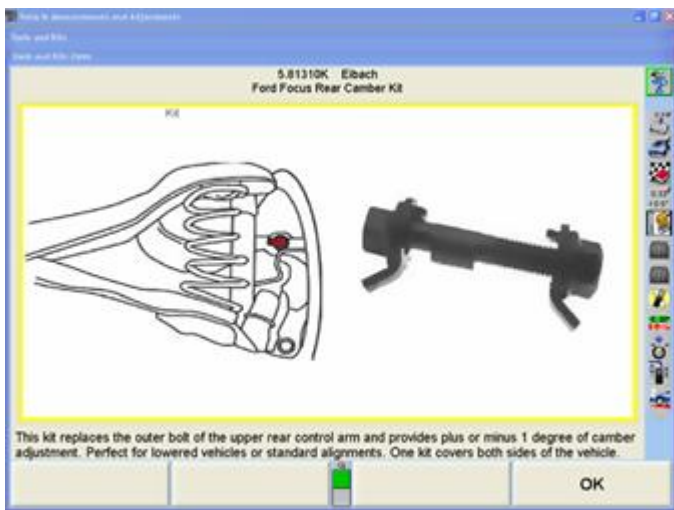 5.81310K Eibach
Ford Focus Rear Camber Kit
Kit
This kit replaces the outer bolt of the upper rear control arm and provides plus or minus 1 degree of camber
adjustment. Perfect for lowered vehicles or standard alignments. One kit covers both sides of the vehicle.
OK